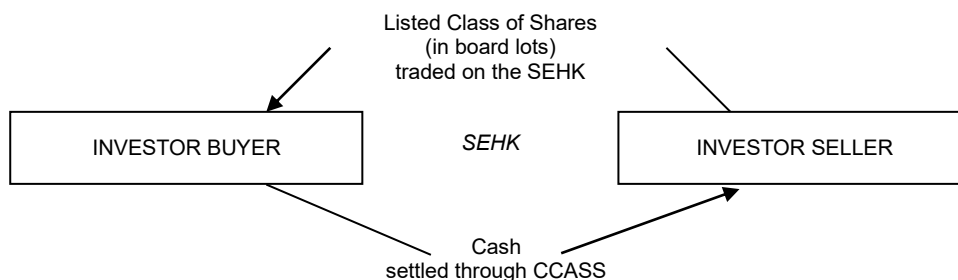 Listed Class of Shares
(in board lots)
traded on the SEHK
INVESTOR BUYER
SEHK
INVESTOR SELLER
Cash
settled through CCASS